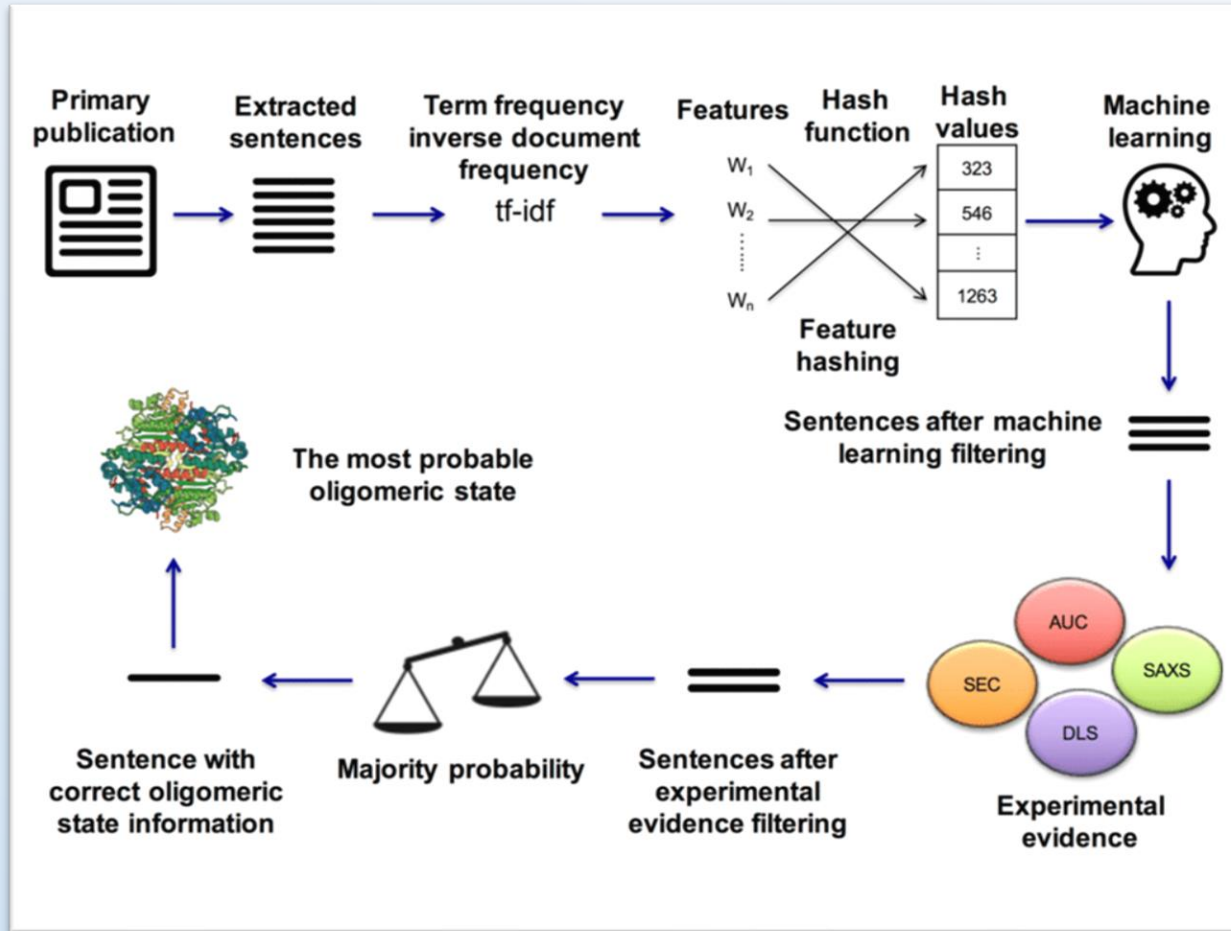 Primary
publication
Extracted
sentences
Term frequency
inverse document
frequency
tf-idf
Features
Hash
function
Hash
values
Machine
learning
W1
W2
Wn
323
546
⋮
1263
Feature
hashing
Sentences after machine
learning filtering
The most probable
oligomeric state
AUC
SEC
SAXS
DLS
Experimental
evidence
Sentences after
experimental
evidence filtering
Majority probability
Sentence with
correct oligomeric
state information